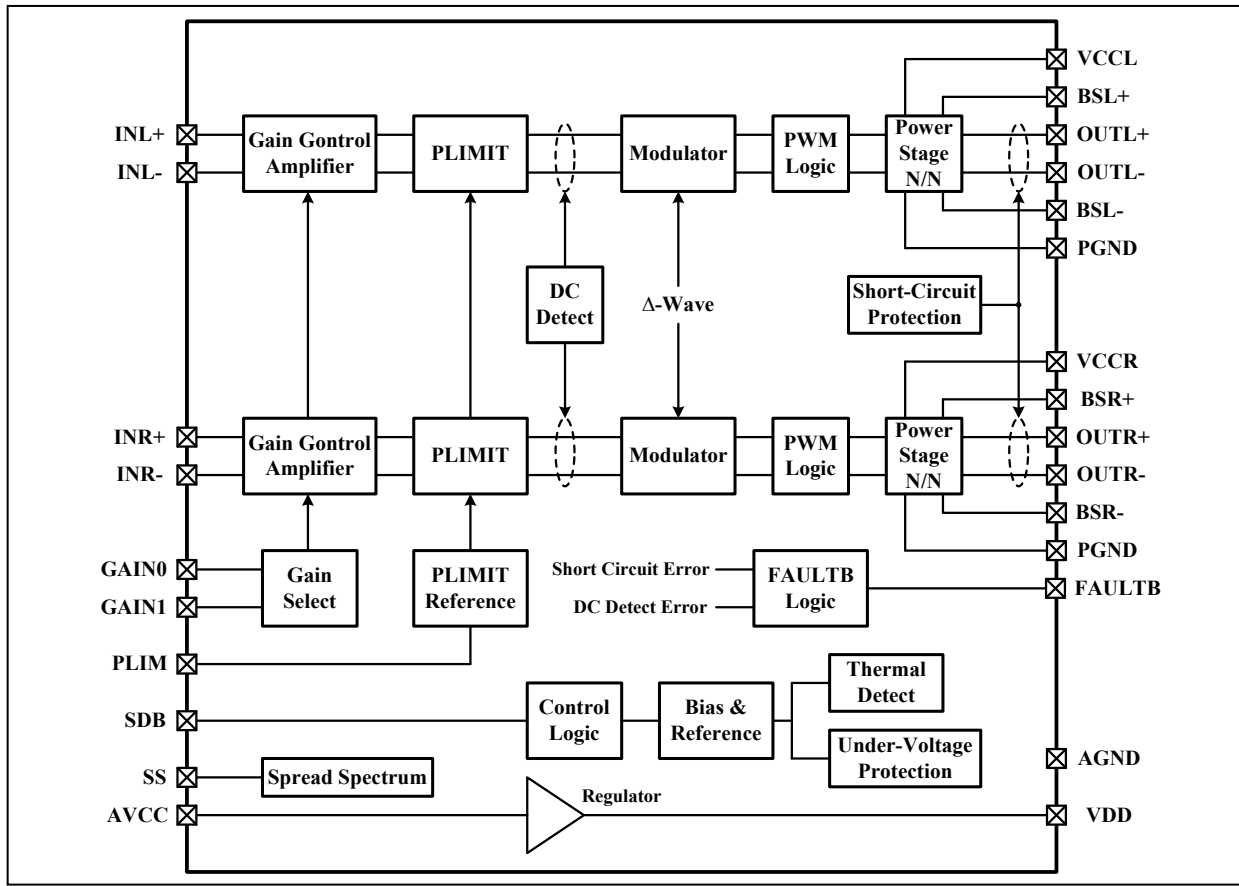 VCCL
BSL+
INL+
Gain Gontrol
Amplifier
PLIMIT
Modulator
PWM
Logic
Power
Stage
N/N
OUTL+
INL-
OUTL-
BSL-
PGND
DC
Detect
Δ-Wave
Short-Circuit
Protection
VCCR
BSR+
INR+
Gain Gontrol
Amplifier
PLIMIT
Modulator
PWM
Logic
Power
Stage
N/N
OUTR+
INR-
OUTR-
BSR-
PGND
GAIN0
GAIN1
Gain
Select
PLIMIT
Reference
Short Circuit Error
DC Detect Error
FAULTB
Logic
FAULTB
PLIM
Thermal
Detect
SDB
Control
Logic
Bias &
Reference
Under-Voltage
Protection
AGND
SS
Spread Spectrum
AVCC
Regulator
VDD